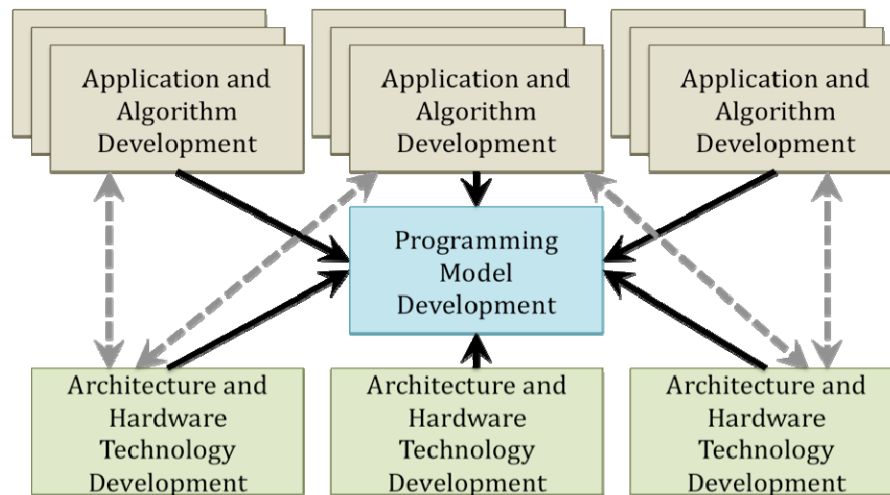 Application and
Algorithm
Development
Application and
Algorithm
Development
Application and
Algorithm
Development
Programming
Model
Development
Architecture and
Hardware
Technology
Development
Architecture and
Hardware
Technology
Development
Architecture and
Hardware
Technology
Development